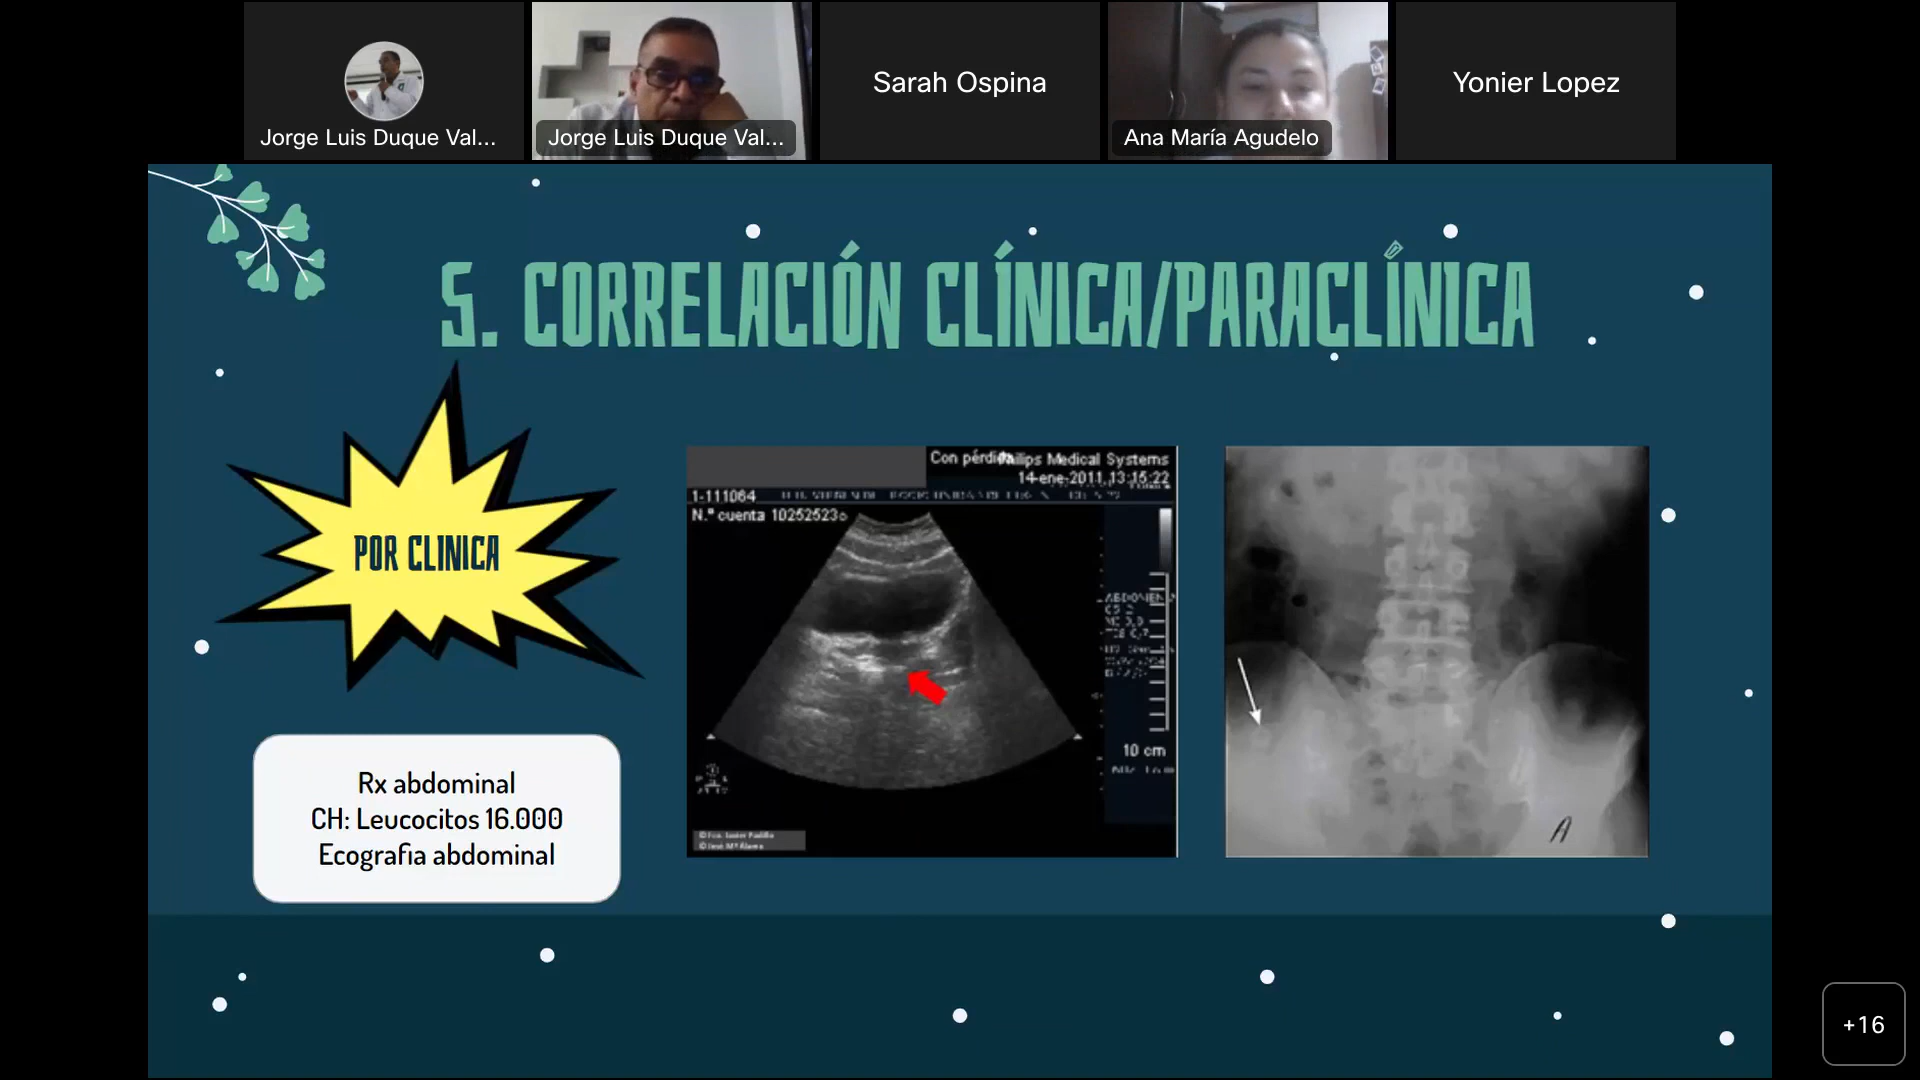 Jorge Luis Duque Val...
Jorge Luis Duque Val...
Sarah Ospina
Ana María Agudelo
Yonier Lopez
5. CORRELACIÓN CLÍNICA/PARACLÍNICA
POR CLINICA
Rx abdominal
CH: Leucocitos 16.000
Ecografia abdominal
Con pérdida
Philips Medical Systems
14-ene-2011,13:15:22
1-111064
N.º cuenta 10252523
10 cm
A
+16